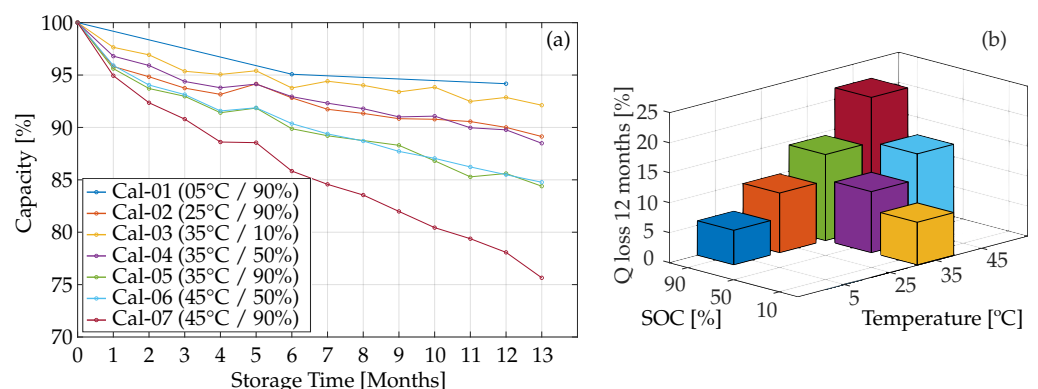 (a)
Capacity [%]
100
95
90
85
80
75
70
Cal-01 (05°C / 90%)
Cal-02 (25°C / 90%)
Cal-03 (35°C / 10%)
Cal-04 (35°C / 50%)
Cal-05 (35°C / 90%)
Cal-06 (45°C / 50%)
Cal-07 (45°C / 90%)
0 1 2 3 4 5 6 7 8 9 10 11 12 13
Storage Time [Months]
(b)
Q loss 12 months [%]
25
20
15
10
5
0
90
50
10
SOC [%]
5
25
35
45
Temperature [ºC]